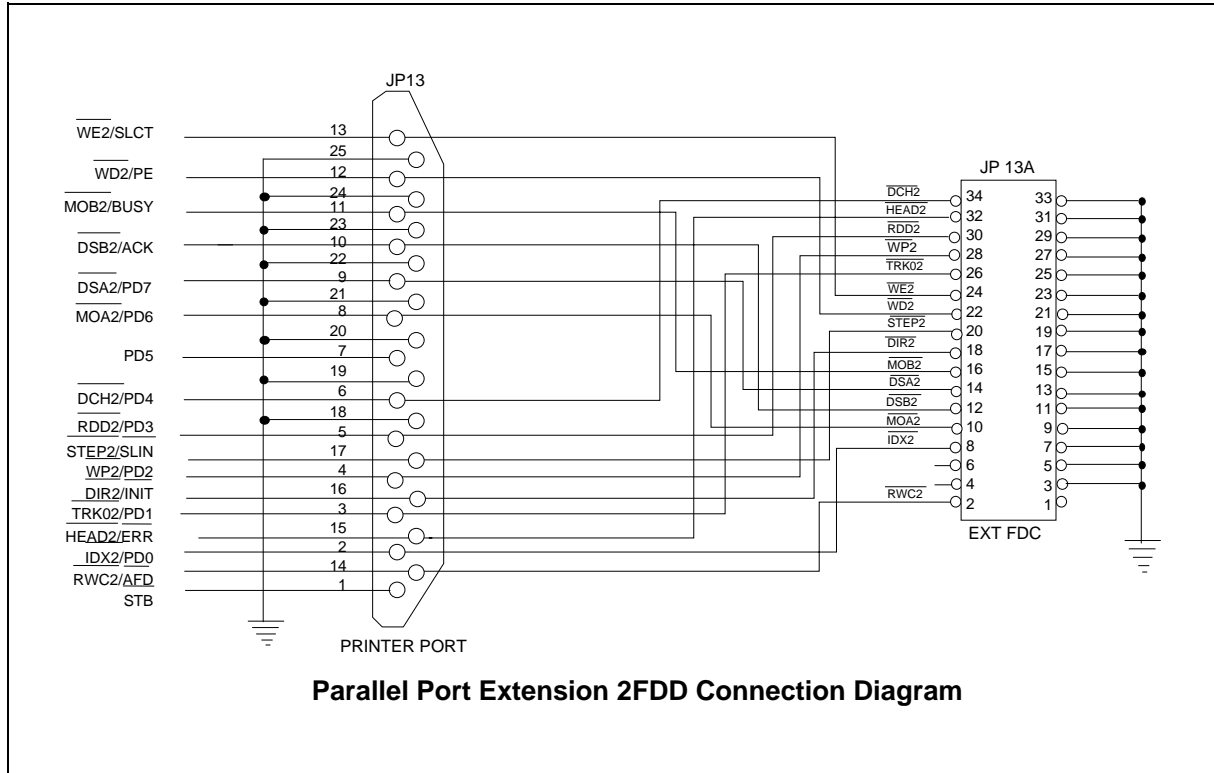 JP13
WE2/SLCT
13
25
WD2/PE
12
24
MOB2/BUSY
11
23
DSB2/ACK
10
22
DSA2/PD7
9
21
MOA2/PD6
8
20
PD5
7
19
DCH2/PD4
6
18
RDD2/PD3
5
STEP2/SLIN
17
WP2/PD2
4
DIR2/INIT
16
TRK02/PD1
3
HEAD2/ERR
15
IDX2/PD0
2
RWC2/AFD
14
STB
1
PRINTER PORT
JP 13A
DCH2 34 33
HEAD2 32 31
RDD2 30 29
WP2 28 27
TRK02 26 25
WE2 24 23
WD2 22 21
STEP2 20 19
DIR2 18 17
MOB2 16 15
DSA2 14 13
DSB2 12 11
MOA2 10 9
IDX2 8 7
6 5
4 3
RWC2 2 1
EXT FDC
Parallel Port Extension 2FDD Connection Diagram